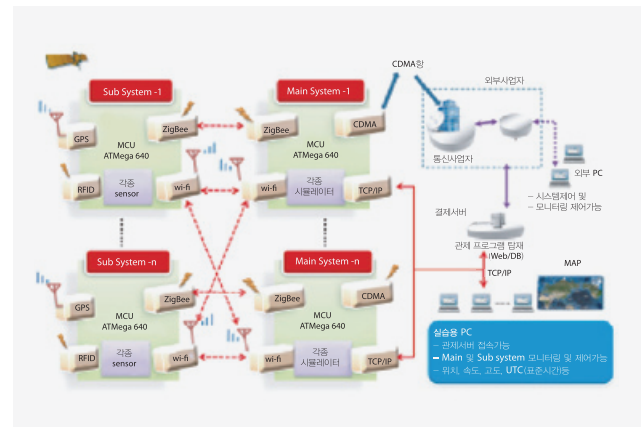 CDMA항
외부사업자
Sub System -1
Main System -1
GPS
ZigBee
ZigBee
CDMA
MCU
ATMega 640
MCU
ATMega 640
통신사업자
외부 PC
– 시스템제어 및
– 모니터링 제어가능
RFID
각종
sensor
wi-fi
wi-fi
각종
시뮬레이터
TCP/IP
결제서버
관제 프로그램 탑재
(Web/DB)
TCP/IP
MAP
Sub System -n
Main System -n
GPS
ZigBee
ZigBee
CDMA
MCU
ATMega 640
MCU
ATMega 640
RFID
각종
sensor
wi-fi
wi-fi
각종
시뮬레이터
TCP/IP
실습용 PC
– 관제서버 접속가능
– Main 및 Sub system 모니터링 및 제어가능
– 위치, 속도, 고도, UTC(표준시간)등